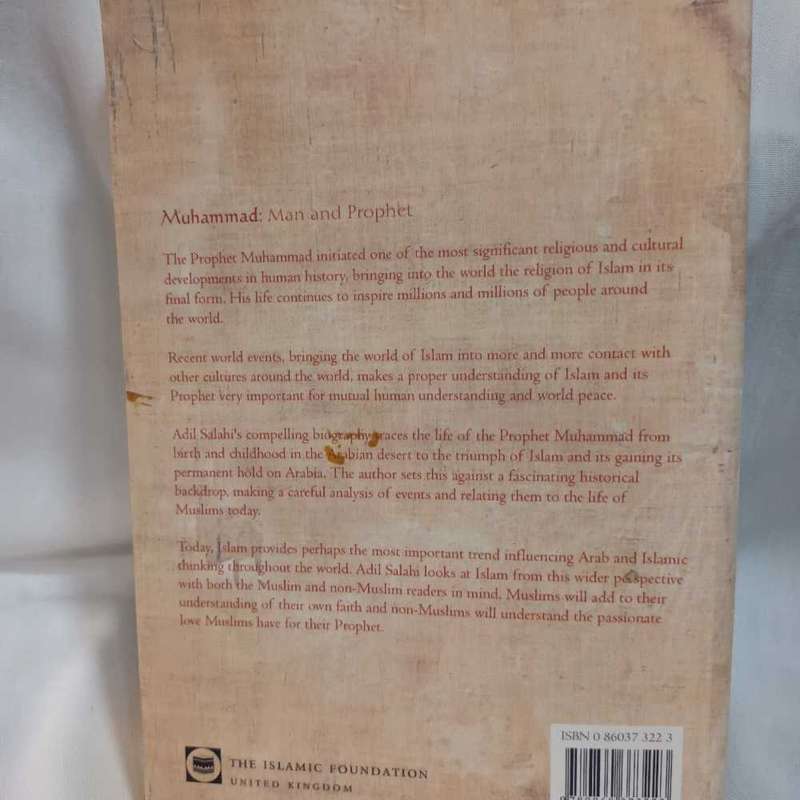 Muhammad: Man and Prophet
The Prophet Muhammad initiated one of the most significant religious and cultural
developments in human history, bringing into the world the religion of Islam in its
final form. His life continues to inspire millions and millions of people around
the world.
Recent world events, bringing the world of Islam into more and more contact with
other cultures around the world, makes a proper understanding of Islam and its
Prophet very important for mutual human understanding and world peace.
Adil Salahi's compelling biography traces the life of the Prophet Muhammad from
birth and childhood in the Arabian desert to the triumph of Islam and its gaining its
permanent hold on Arabia. The author sets this against a fascinating historical
backdrop, making a careful analysis of events and relating them to the life of
Muslims today.
Today, Islam provides perhaps the most important trend influencing Arab and Islamic
thinking throughout the world. Adil Salahi looks at Islam from this wider perspective
with both the Muslim and non-Muslim readers in mind. Muslims will add to their
understanding of their own faith and non-Muslims will understand the passionate
love Muslims have for their Prophet.
ISBN 0 86037 322 3
THE ISLAMIC FOUNDATION
UNITED KINGDOM